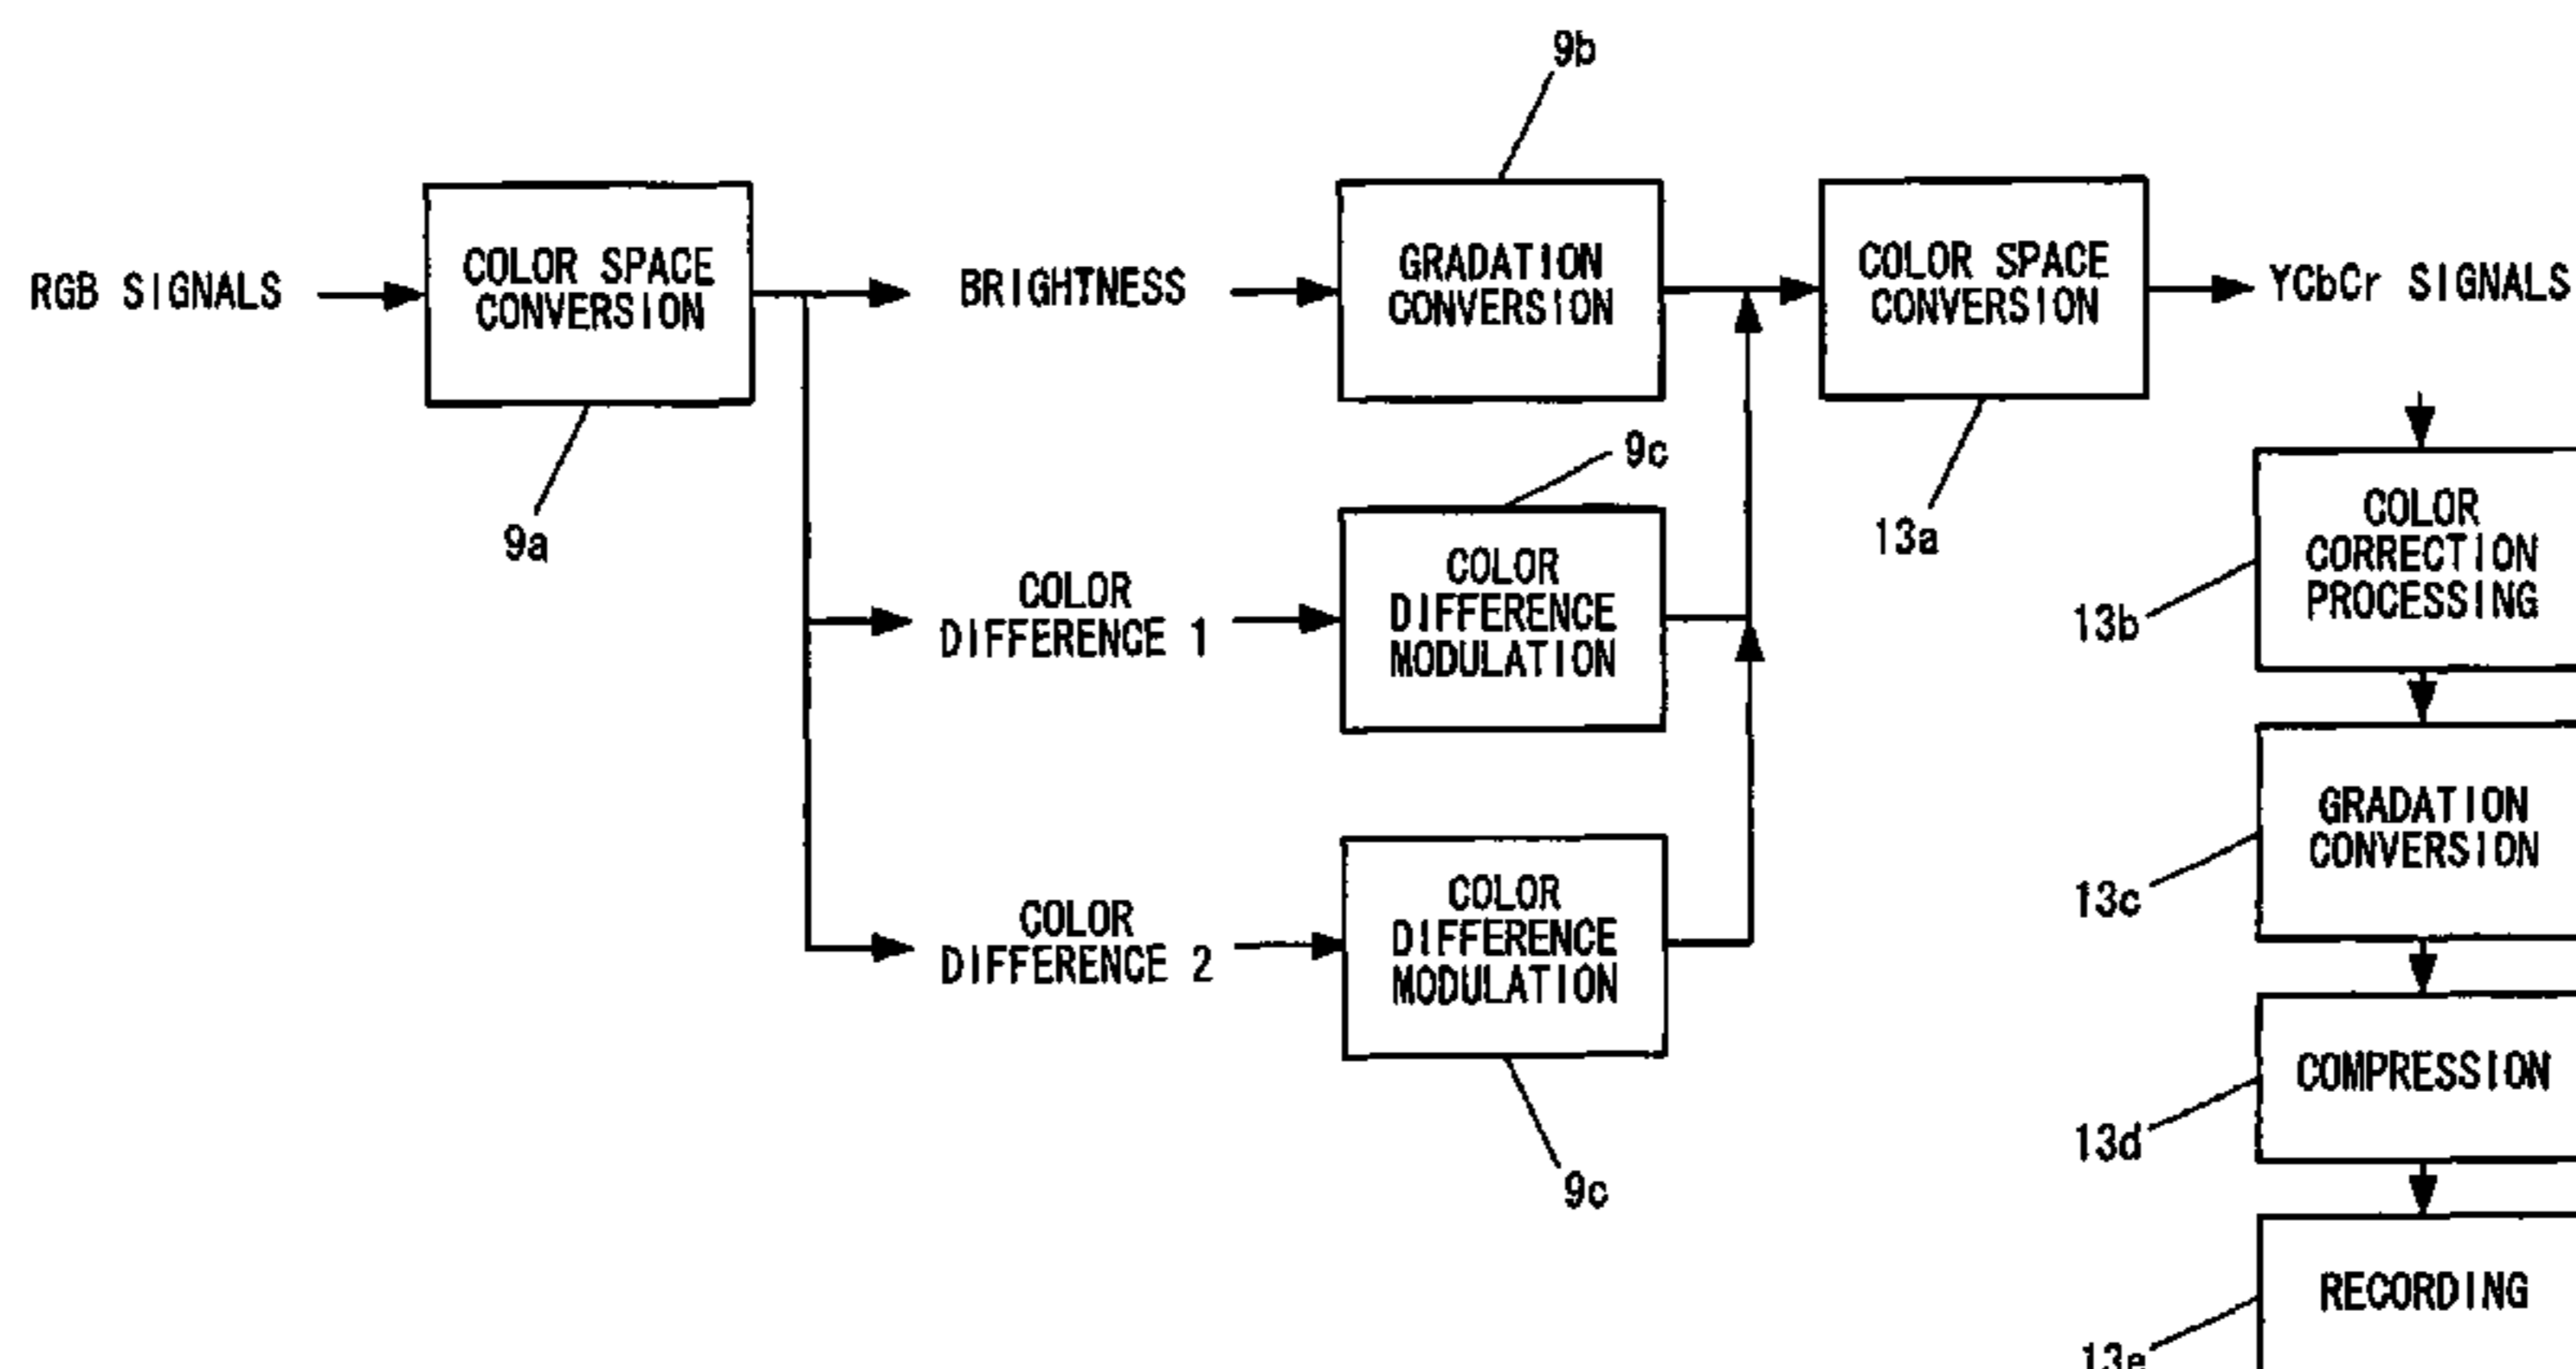 9b
RGB SIGNALS
COLOR SPACE
CONVERSION
BRIGHTNESS
GRADATION
CONVERSION
COLOR SPACE
CONVERSION
YCbCr SIGNALS
9a
9c
13a
COLOR
DIFFERENCE 1
COLOR
DIFFERENCE
MODULATION
COLOR
CORRECTION
PROCESSING
13b
GRADATION
CONVERSION
13c
COLOR
DIFFERENCE 2
COLOR
DIFFERENCE
MODULATION
9c
COMPRESSION
13d
RECORDING
13e